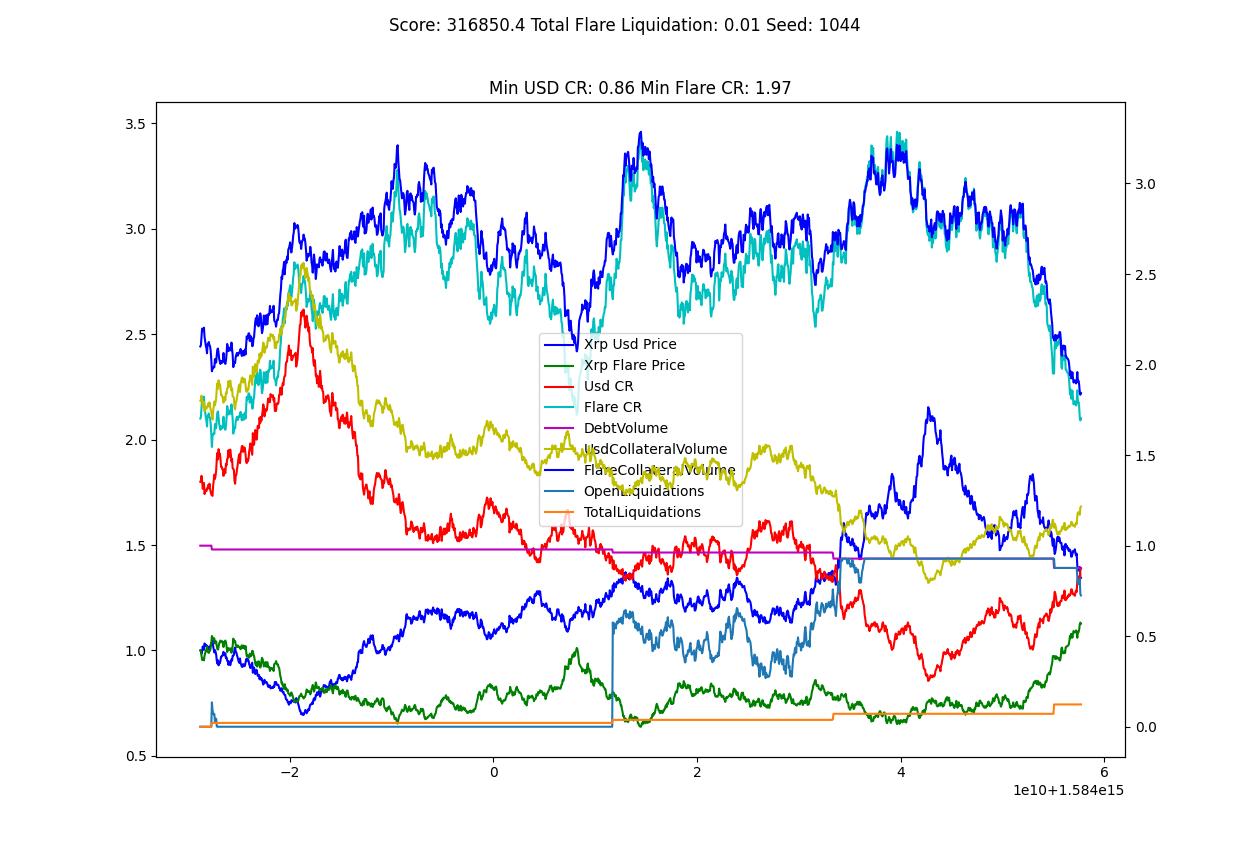 Score: 316850.4 Total Flare Liquidation: 0.01 Seed: 1044
Min USD CR: 0.86 Min Flare CR: 1.97
3.5
3.0
2.5
2.0
1.5
1.0
0.5
3.0
2.5
2.0
1.5
1.0
0.5
0.0
Xrp Usd Price
Xrp Flare Price
Usd CR
Flare CR
DebtVolume
UsdCollateralVolume
FlareCollateralVolume
OpenLiquidations
TotalLiquidations
−2 0 2 4 6
1e10+1.584e15